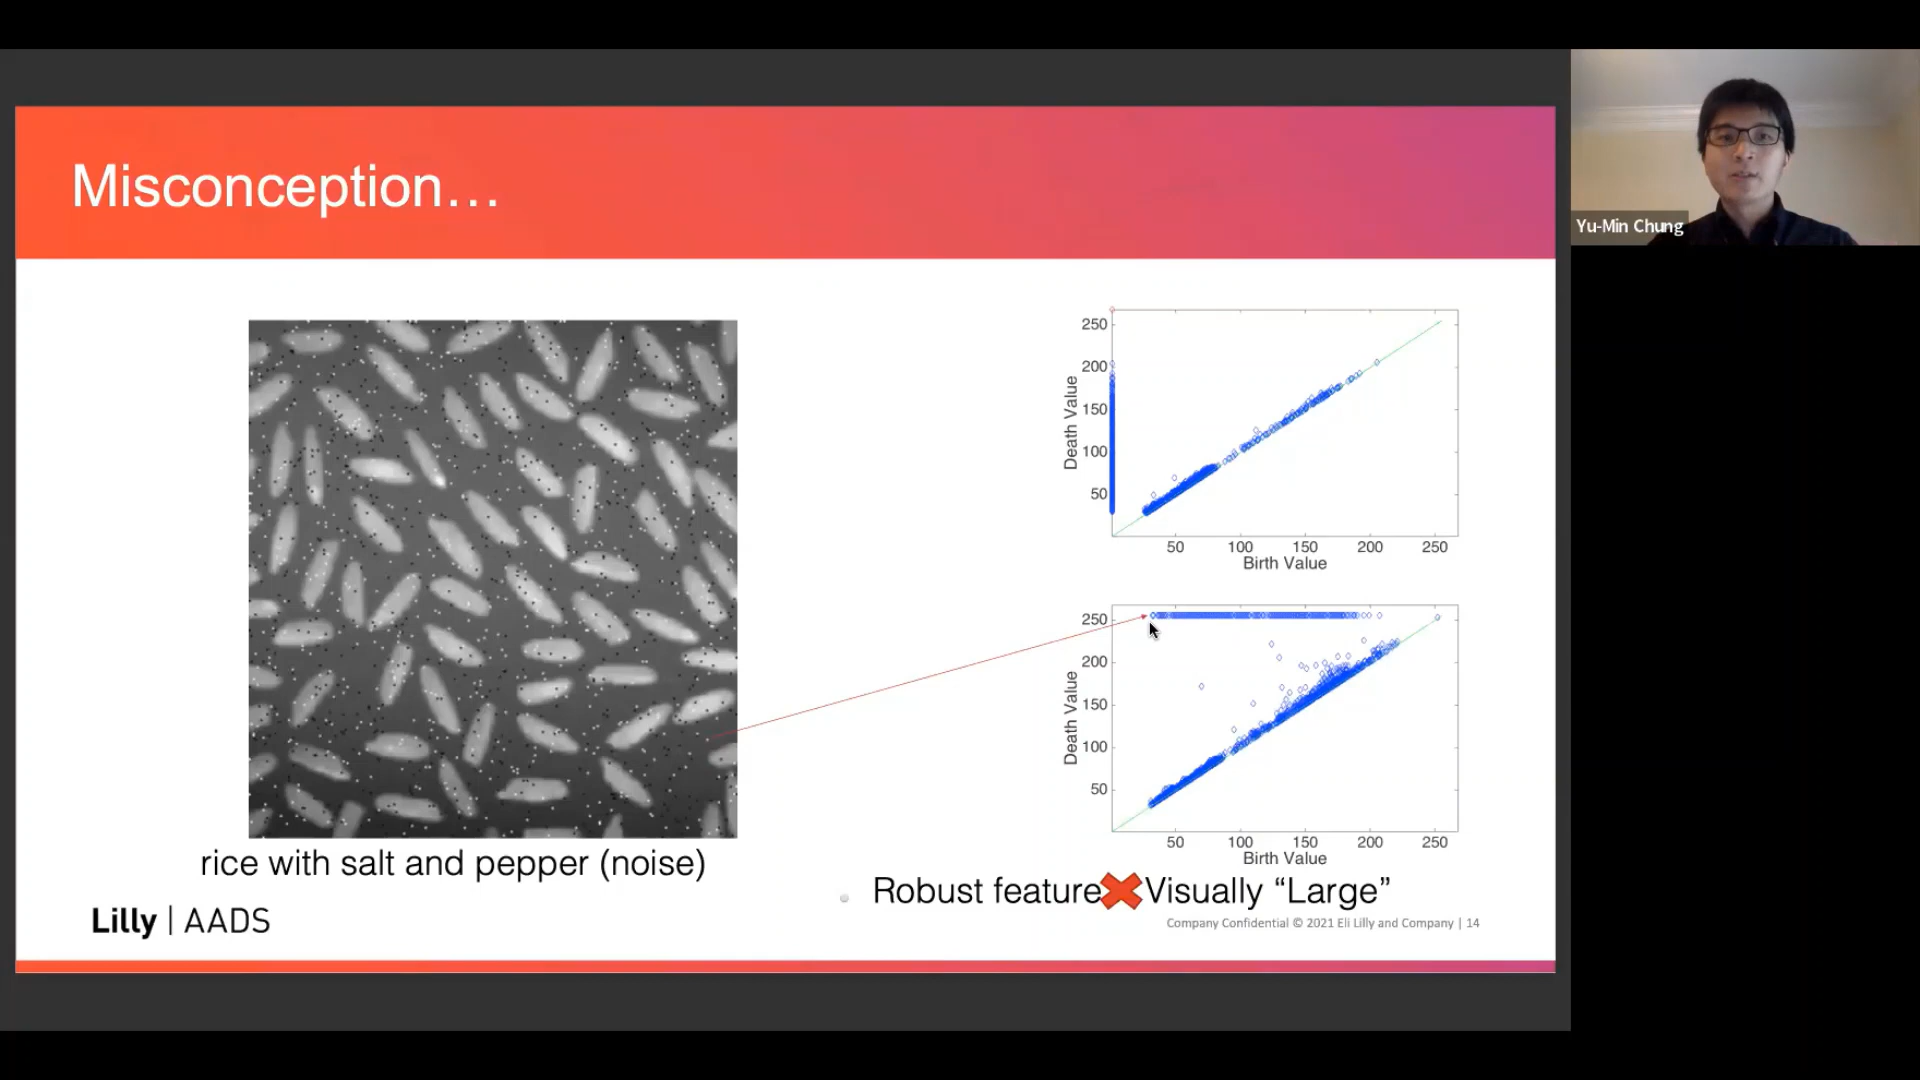 Misconception…
Yu-Min Chung
250
200
150
100
50
Death Value
50 100 150 200 250
Birth Value
250
200
150
100
50
Death Value
50 100 150 200 250
Birth Value
rice with salt and pepper (noise)
Robust feature Visually “Large”
Lilly | AADS
Company Confidential © 2021 Eli Lilly and Company | 14